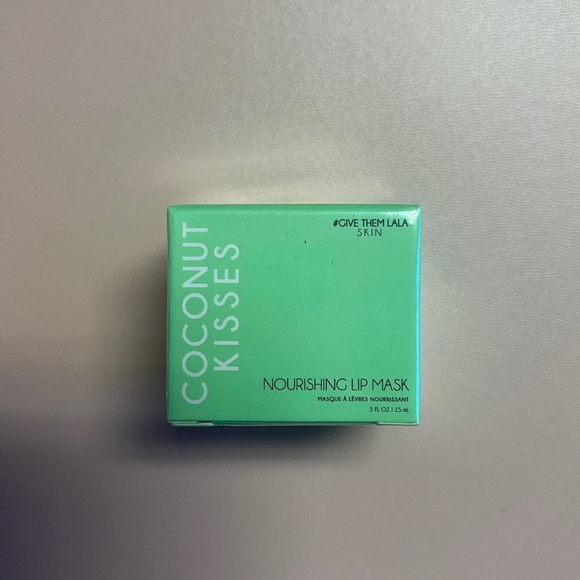 COCONUT
KISSES
#GIVE THEM LALA
SKIN
NOURISHING LIP MASK
MASQUE À LÈVRES NOURRISSANT
.5 FL OZ | 15 mL